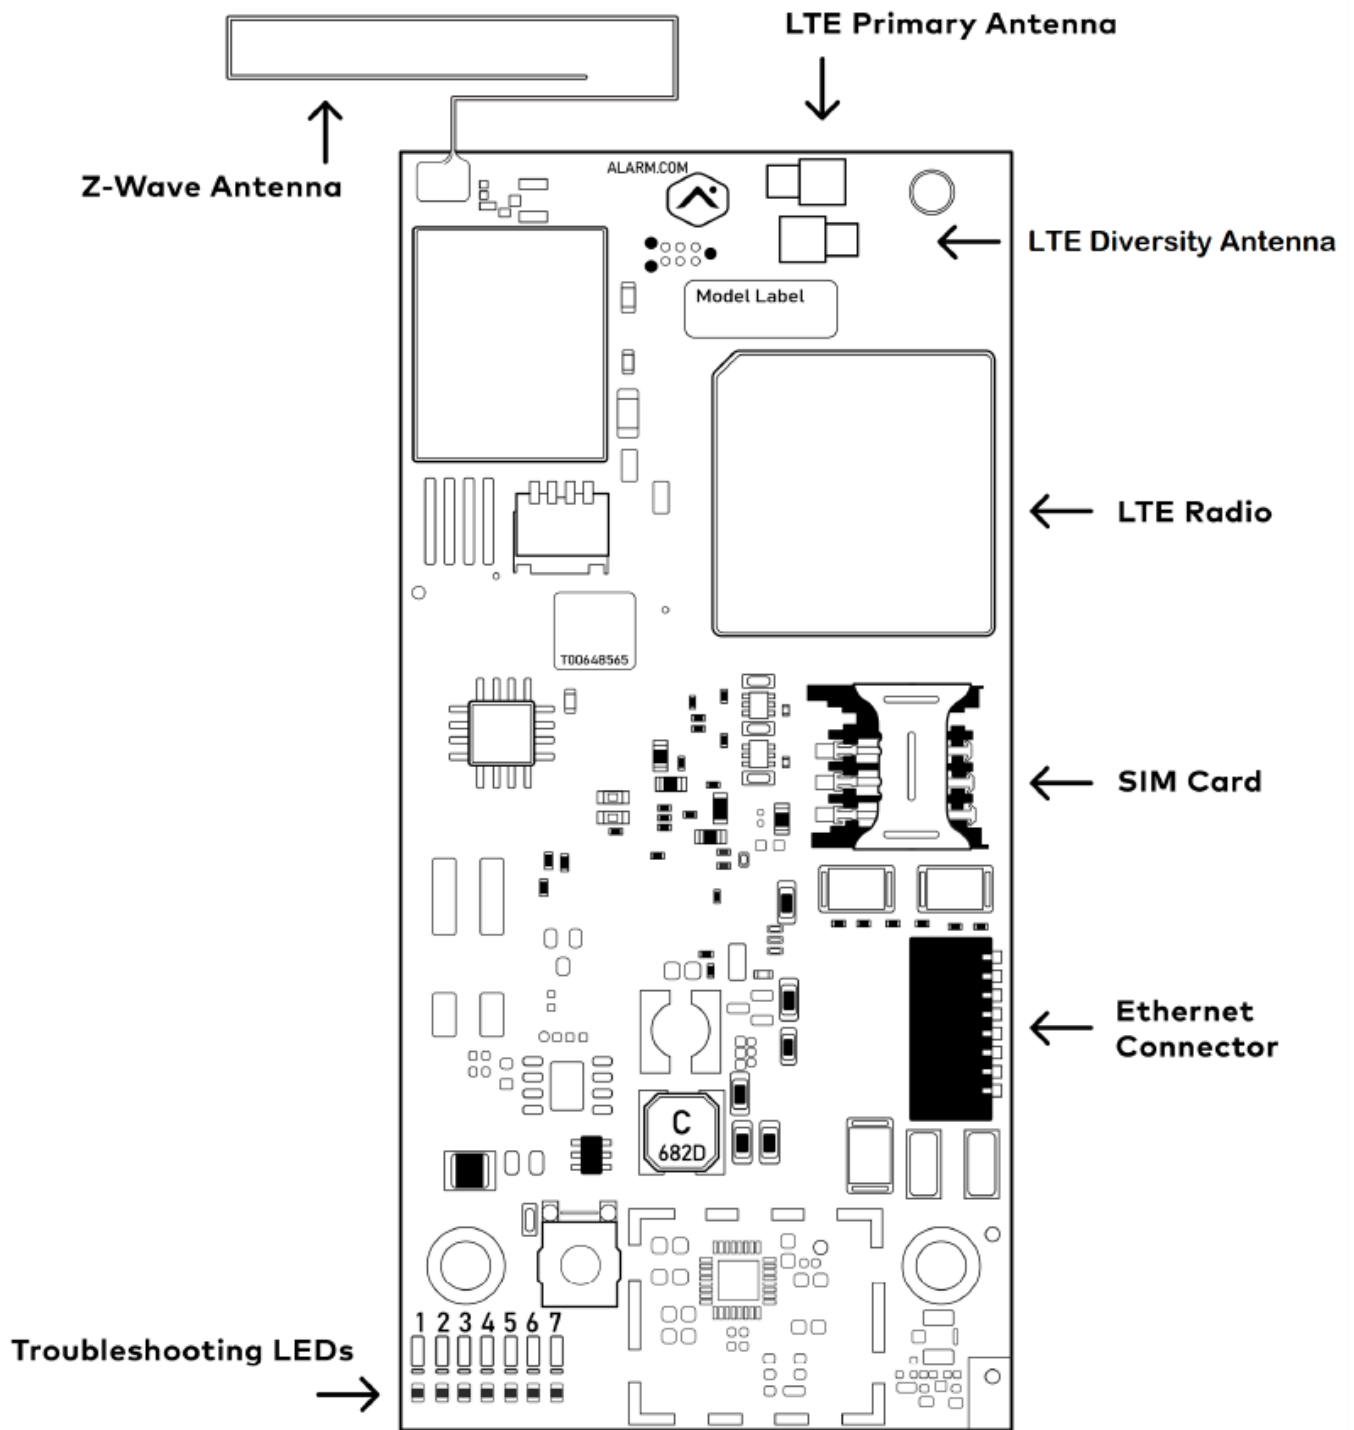 LTE Primary Antenna
Z-Wave Antenna
ALARM.COM
LTE Diversity Antenna
Model Label
LTE Radio
T00648565
SIM Card
Ethernet
Connector
C
682D
1 2 3 4 5 6 7
Troubleshooting LEDs